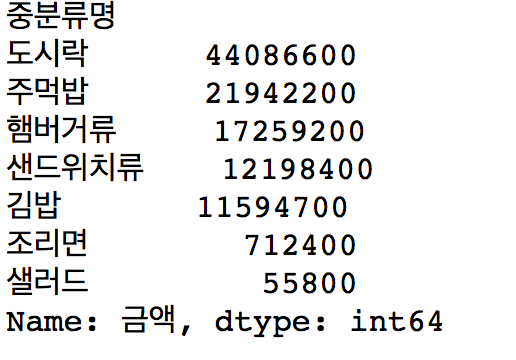 중분류명
도시락 44086600
주먹밥 21942200
햄버거류 17259200
샌드위치류 12198400
김밥 11594700
조리면 712400
샐러드 55800
Name: 금액, dtype: int64